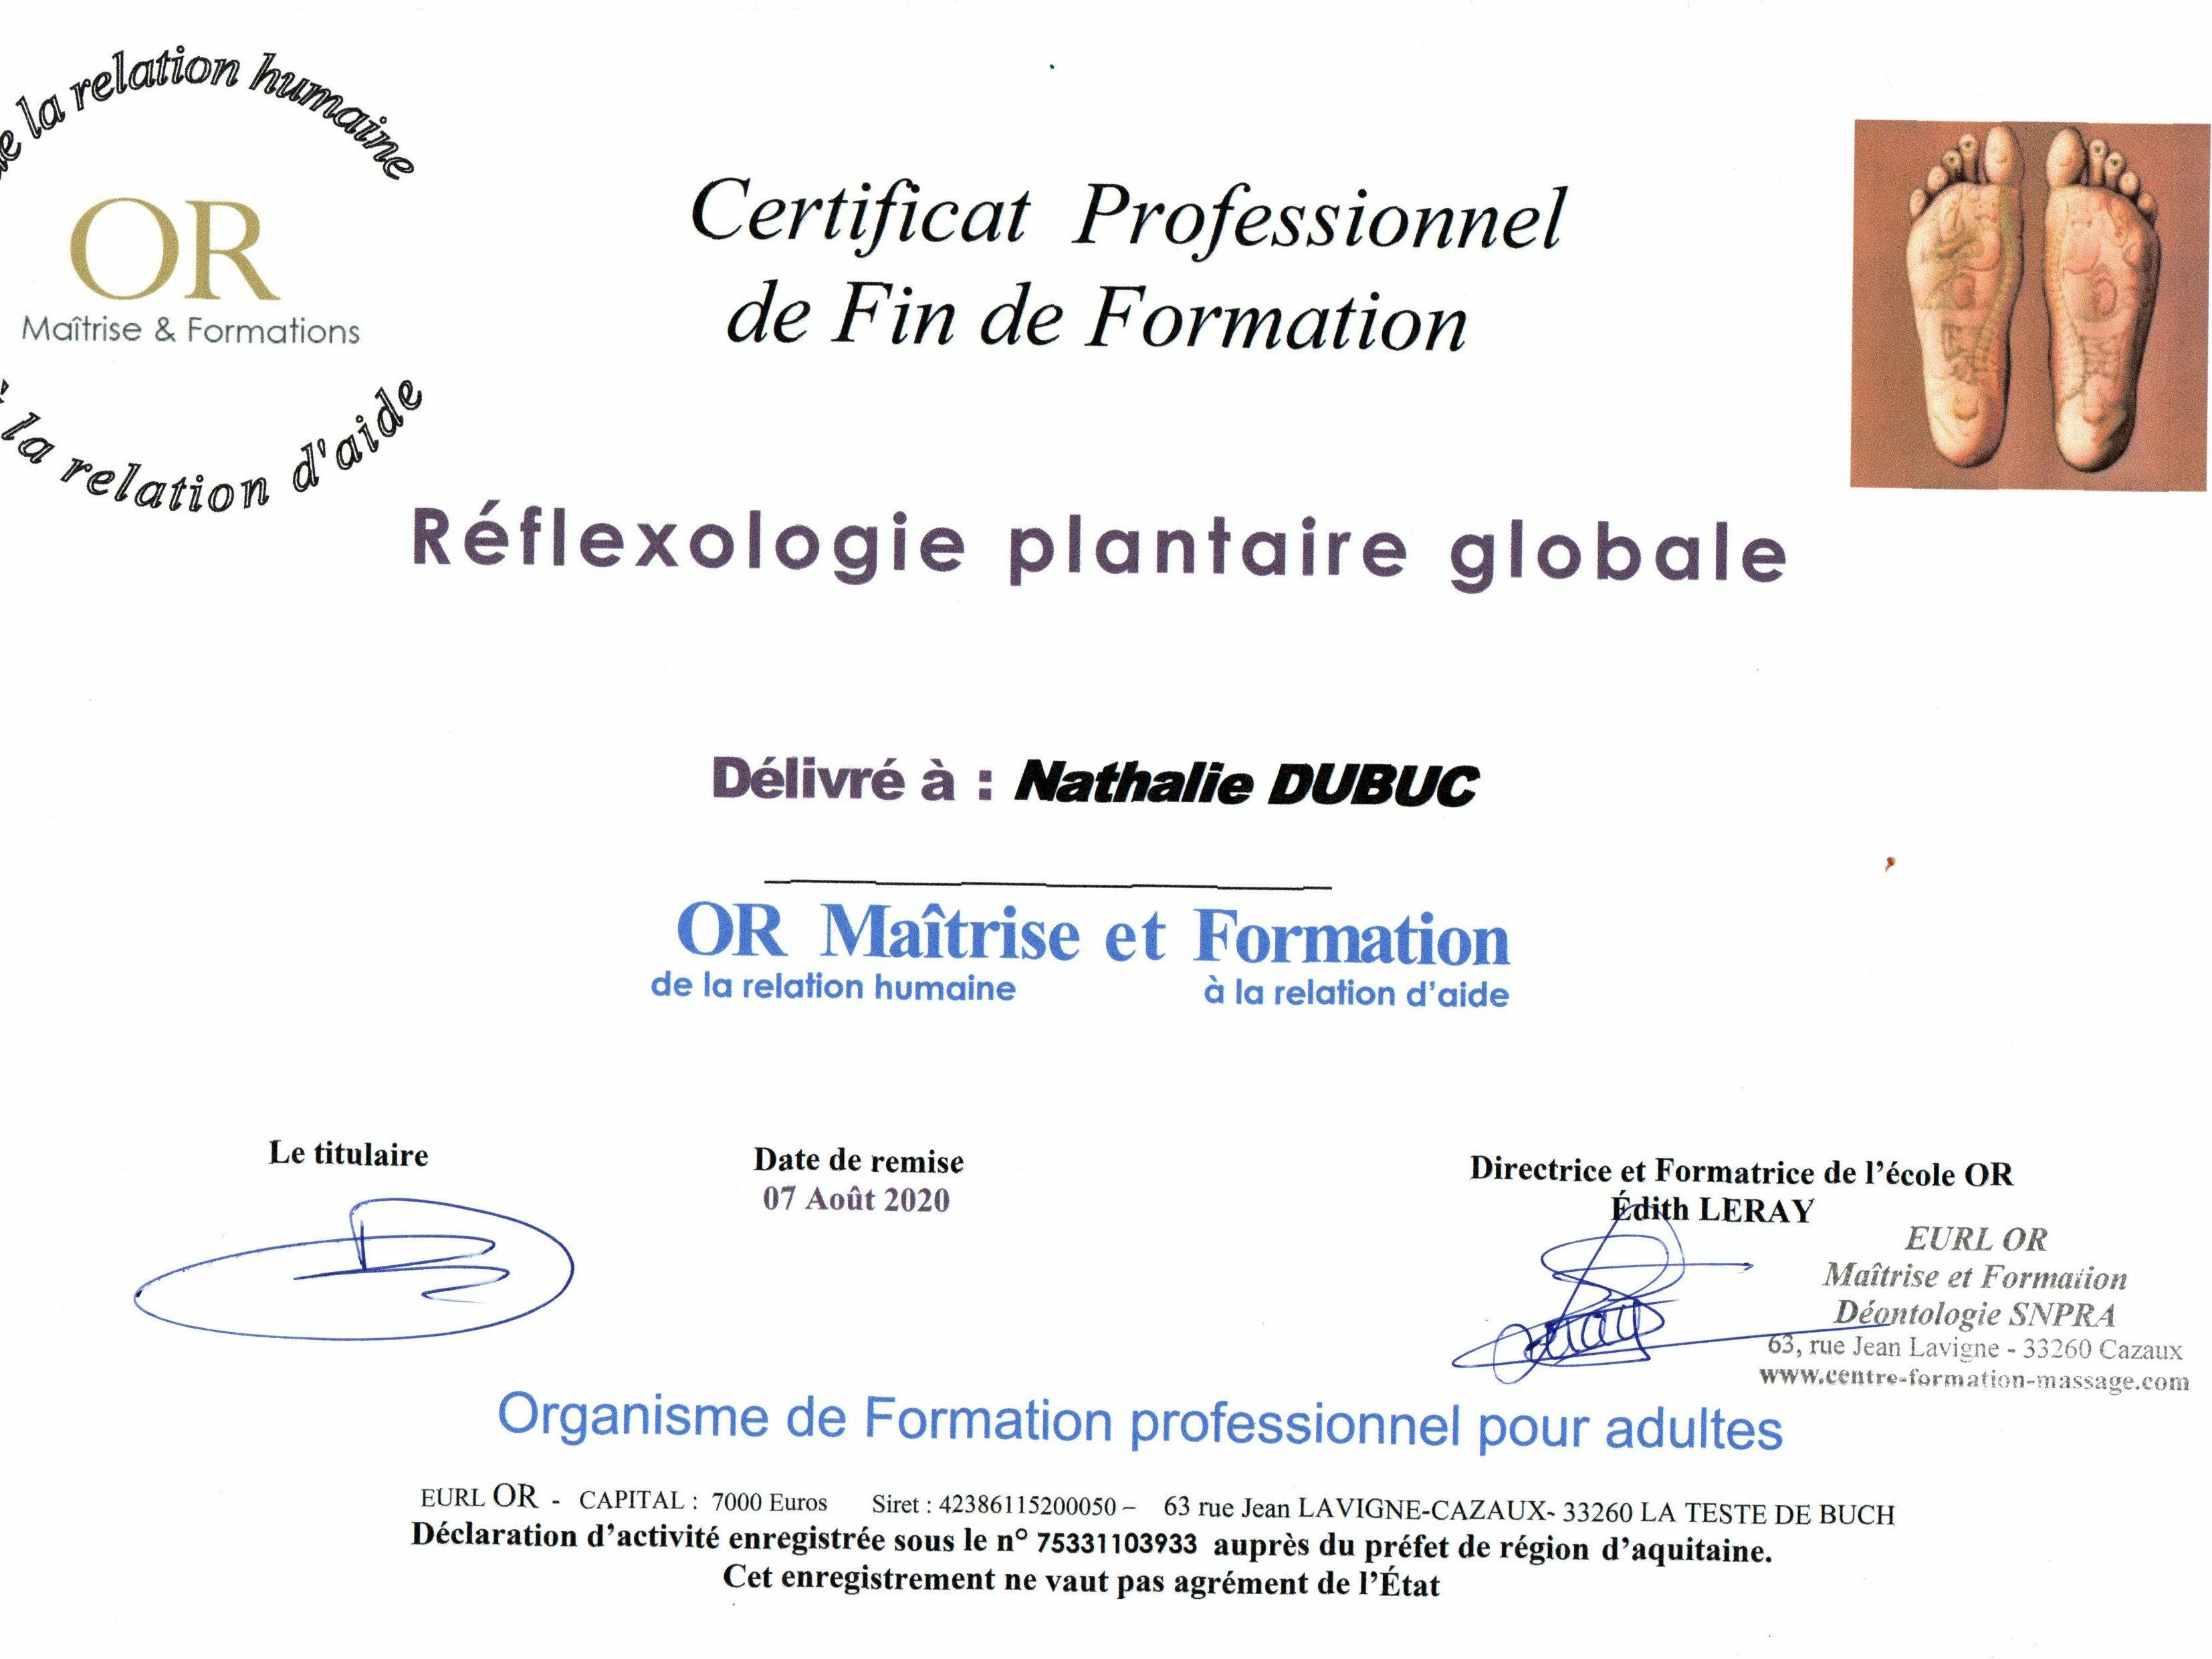 de la relation humaine
OR
Maîtrise & Formations
à la relation d'aide
Certificat Professionnel
de Fin de Formation
Réflexologie plantaire globale
Délivré à : Nathalie DUBUC
OR Maîtrise et Formation
de la relation humaine à la relation d'aide
Le titulaire
Date de remise
07 Août 2020
Directrice et Formatrice de l'école OR
Édith LERAY
EURL OR
Maîtrise et Formation
Déontologie SNPRA
63, rue Jean Lavigne - 33260 Cazaux
www.centre-formation-massage.com
Organisme de Formation professionnel pour adultes
EURL OR - CAPITAL : 7000 Euros Siret : 42386115200050 – 63 rue Jean LAVIGNE-CAZAUX- 33260 LA TESTE DE BUCH
Déclaration d'activité enregistrée sous le n° 75331103933 auprès du préfet de région d'aquitaine.
Cet enregistrement ne vaut pas agrément de l'État